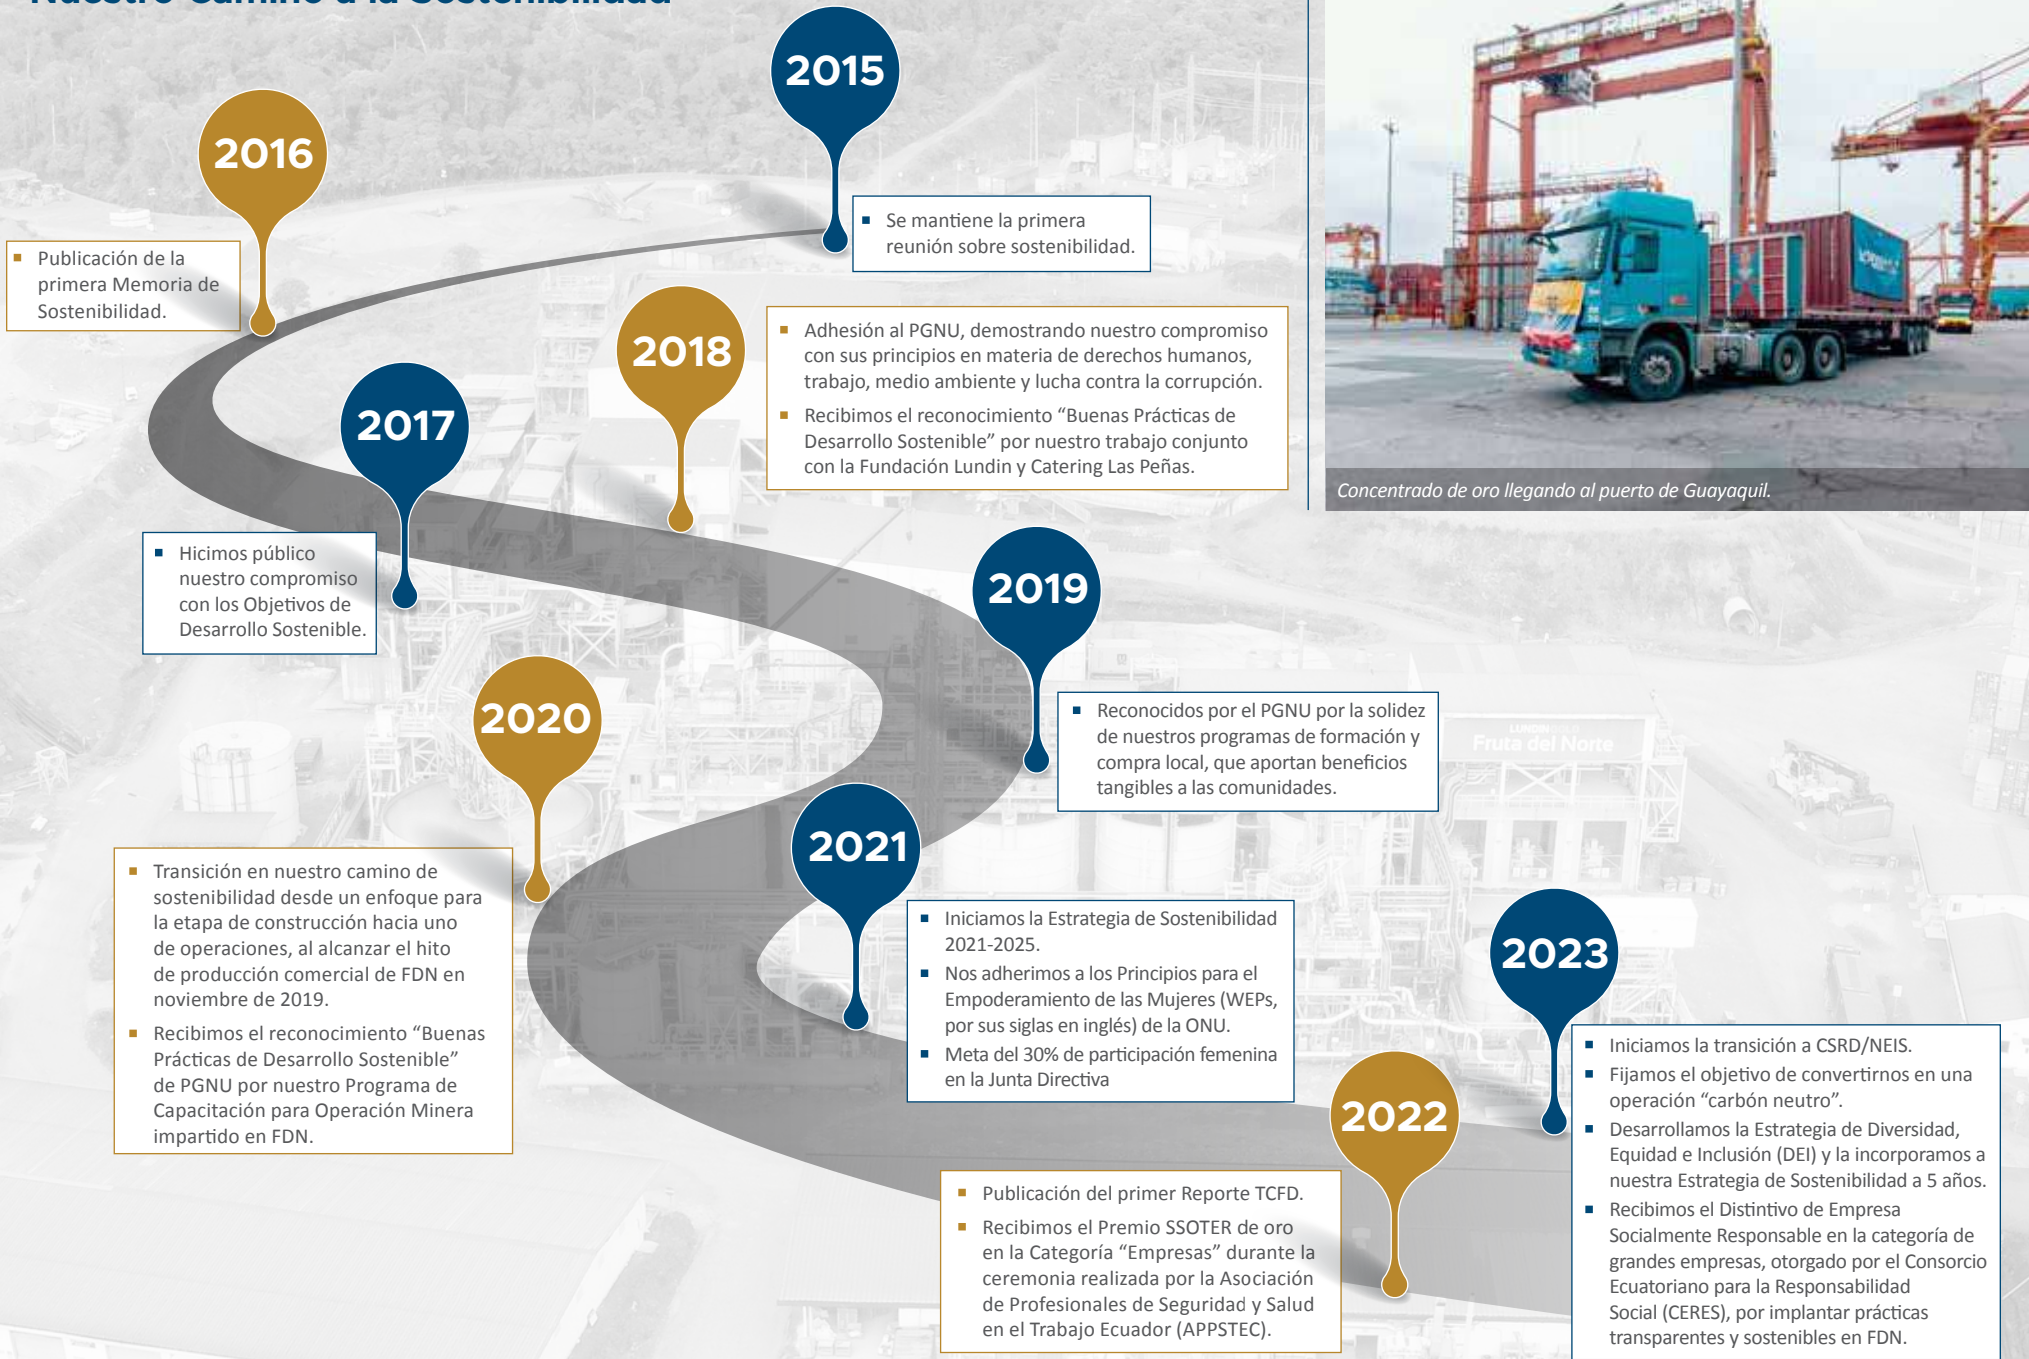 Nuestro Camino a la Sostenibilidad
2015
Se mantiene la primera
reunión sobre sostenibilidad.
2016
Publicación de la
primera Memoria de
Sostenibilidad.
2017
Hicimos público
nuestro compromiso
con los Objetivos de
Desarrollo Sostenible.
2018
Adhesión al PGNU, demostrando nuestro compromiso
con sus principios en materia de derechos humanos,
trabajo, medio ambiente y lucha contra la corrupción.
Recibimos el reconocimiento “Buenas Prácticas de
Desarrollo Sostenible” por nuestro trabajo conjunto
con la Fundación Lundin y Catering Las Peñas.
2019
Reconocidos por el PGNU por la solidez
de nuestros programas de formación y
compra local, que aportan beneficios
tangibles a las comunidades.
2020
Transición en nuestro camino de
sostenibilidad desde un enfoque para
la etapa de construcción hacia uno
de operaciones, al alcanzar el hito
de producción comercial de FDN en
noviembre de 2019.
Recibimos el reconocimiento “Buenas
Prácticas de Desarrollo Sostenible”
de PGNU por nuestro Programa de
Capacitación para Operación Minera
impartido en FDN.
2021
Iniciamos la Estrategia de Sostenibilidad
2021-2025.
Nos adherimos a los Principios para el
Empoderamiento de las Mujeres (WEPs,
por sus siglas en inglés) de la ONU.
Meta del 30% de participación femenina
en la Junta Directiva
2022
Publicación del primer Reporte TCFD.
Recibimos el Premio SSOTER de oro
en la Categoría “Empresas” durante la
ceremonia realizada por la Asociación
de Profesionales de Seguridad y Salud
en el Trabajo Ecuador (APPSTEC).
2023
Iniciamos la transición a CSRD/NEIS.
Fijamos el objetivo de convertirnos en una
operación “carbón neutro”.
Desarrollamos la Estrategia de Diversidad,
Equidad e Inclusión (DEI) y la incorporamos a
nuestra Estrategia de Sostenibilidad a 5 años.
Recibimos el Distintivo de Empresa
Socialmente Responsable en la categoría de
grandes empresas, otorgado por el Consorcio
Ecuatoriano para la Responsabilidad
Social (CERES), por implantar prácticas
transparentes y sostenibles en FDN.
Concentrado de oro llegando al puerto de Guayaquil.
LUNDIN
Fruta del Norte